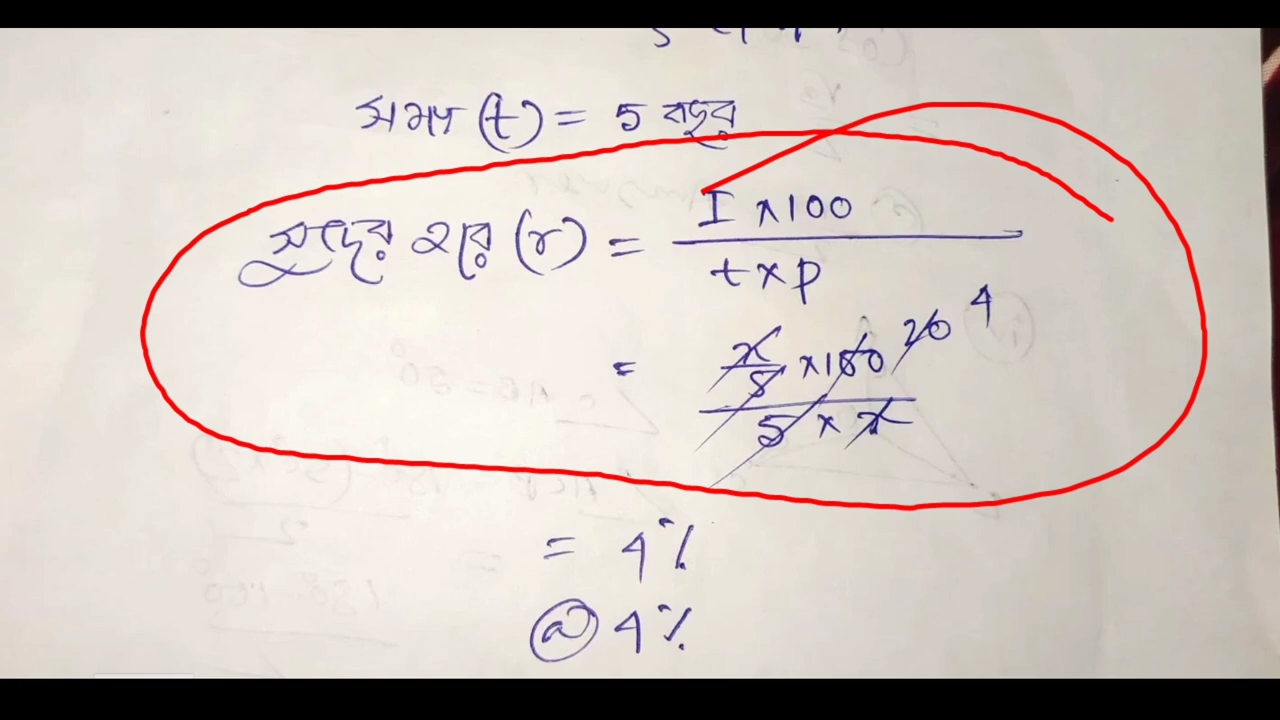 সময় (t) = 5 বছর
সুদের হার (r) = I × 100 / t × p
= x/5 × 100 20 4 / 5 × x
= 4%
4%